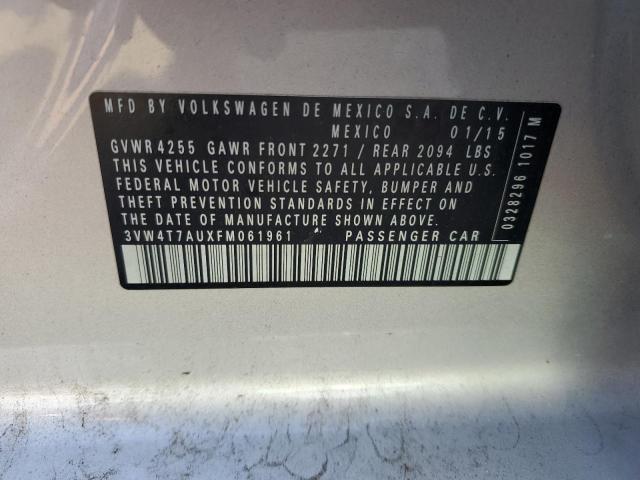 MFD BY VOLKSWAGEN DE MEXICO S.A. DE C.V.
MEXICO 01/15
GVWR 4255 GAWR FRONT 2271 / REAR 2094 LBS
THIS VEHICLE CONFORMS TO ALL APPLICABLE U.S.
FEDERAL MOTOR VEHICLE SAFETY, BUMPER AND
THEFT PREVENTION STANDARDS IN EFFECT ON
THE DATE OF MANUFACTURE SHOWN ABOVE.
3VW4T7AUXFM061961 PASSENGER CAR
0328296 1017 M